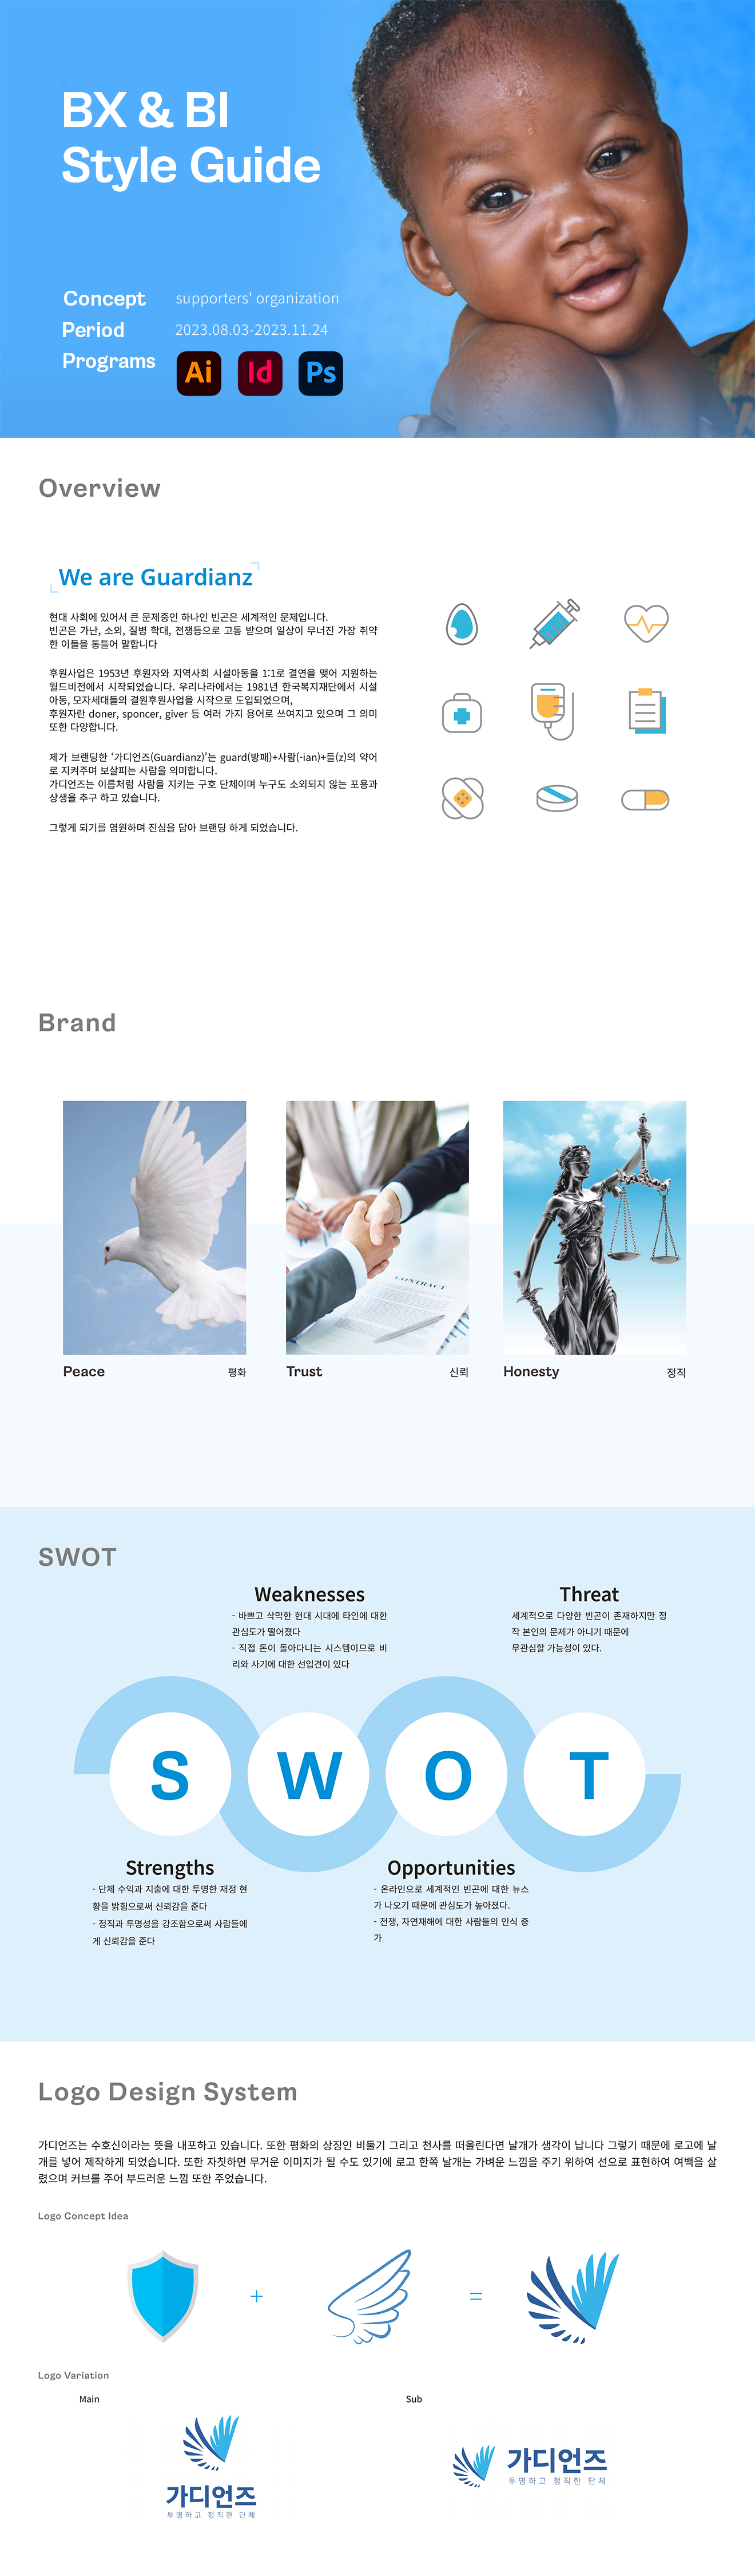 BX & BI
Style Guide
Concept supporters' organization
Period 2023.08.03-2023.11.24
Programs Ai Id Ps
Overview
We are Guardianz
현대 사회에 있어서 큰 문제중인 하나인 빈곤은 세계적인 문제입니다.
빈곤은 가난, 소외, 질병 학대, 전쟁등으로 고통 받으며 일상이 무너진 가장 취약
한 이들을 통틀어 말합니다
후원사업은 1953년 후원자와 지역사회 시설아동을 1:1로 결연을 맺어 지원하는
월드비전에서 시작되었습니다. 우리나라에서는 1981년 한국복지재단에서 시설
아동, 모자세대들의 결원후원사업을 시작으로 도입되었으며,
후원자란 doner, sponcer, giver 등 여러 가지 용어로 쓰여지고 있으며 그 의미
또한 다양합니다.
제가 브랜딩한 ‘가디언즈(Guardianz)’는 guard(방패)+사람(-ian)+들(z)의 약어
로 지켜주며 보살피는 사람을 의미합니다.
가디언즈는 이름처럼 사람을 지키는 구호 단체이며 누구도 소외되지 않는 포용과
상생을 추구 하고 있습니다.
그렇게 되기를 염원하며 진심을 담아 브랜딩 하게 되었습니다.
Brand
CONTRACT
Peace 평화
Trust 신뢰
Honesty 정직
SWOT
Weaknesses
- 바쁘고 삭막한 현대 시대에 타인에 대한
관심도가 떨어졌다
- 직접 돈이 돌아다니는 시스템이므로 비
리와 사기에 대한 선입견이 있다
Threat
세계적으로 다양한 빈곤이 존재하지만 정
작 본인의 문제가 아니기 때문에
무관심할 가능성이 있다.
S W O T
Strengths
- 단체 수익과 지출에 대한 투명한 재정 현
황을 밝힘으로써 신뢰감을 준다
- 정직과 투명성을 강조함으로써 사람들에
게 신뢰감을 준다
Opportunities
- 온라인으로 세계적인 빈곤에 대한 뉴스
가 나오기 때문에 관심도가 높아졌다.
- 전쟁, 자연재해에 대한 사람들의 인식 증
가
Logo Design System
가디언즈는 수호신이라는 뜻을 내포하고 있습니다. 또한 평화의 상징인 비둘기 그리고 천사를 떠올린다면 날개가 생각이 납니다 그렇기 때문에 로고에 날
개를 넣어 제작하게 되었습니다. 또한 자칫하면 무거운 이미지가 될 수도 있기에 로고 한쪽 날개는 가벼운 느낌을 주기 위하여 선으로 표현하여 여백을 살
렸으며 커브를 주어 부드러운 느낌 또한 주었습니다.
Logo Concept Idea
+ =
Logo Variation
Main
Sub
가디언즈
투명하고 정직한 단체
가디언즈
투명하고 정직한 단체